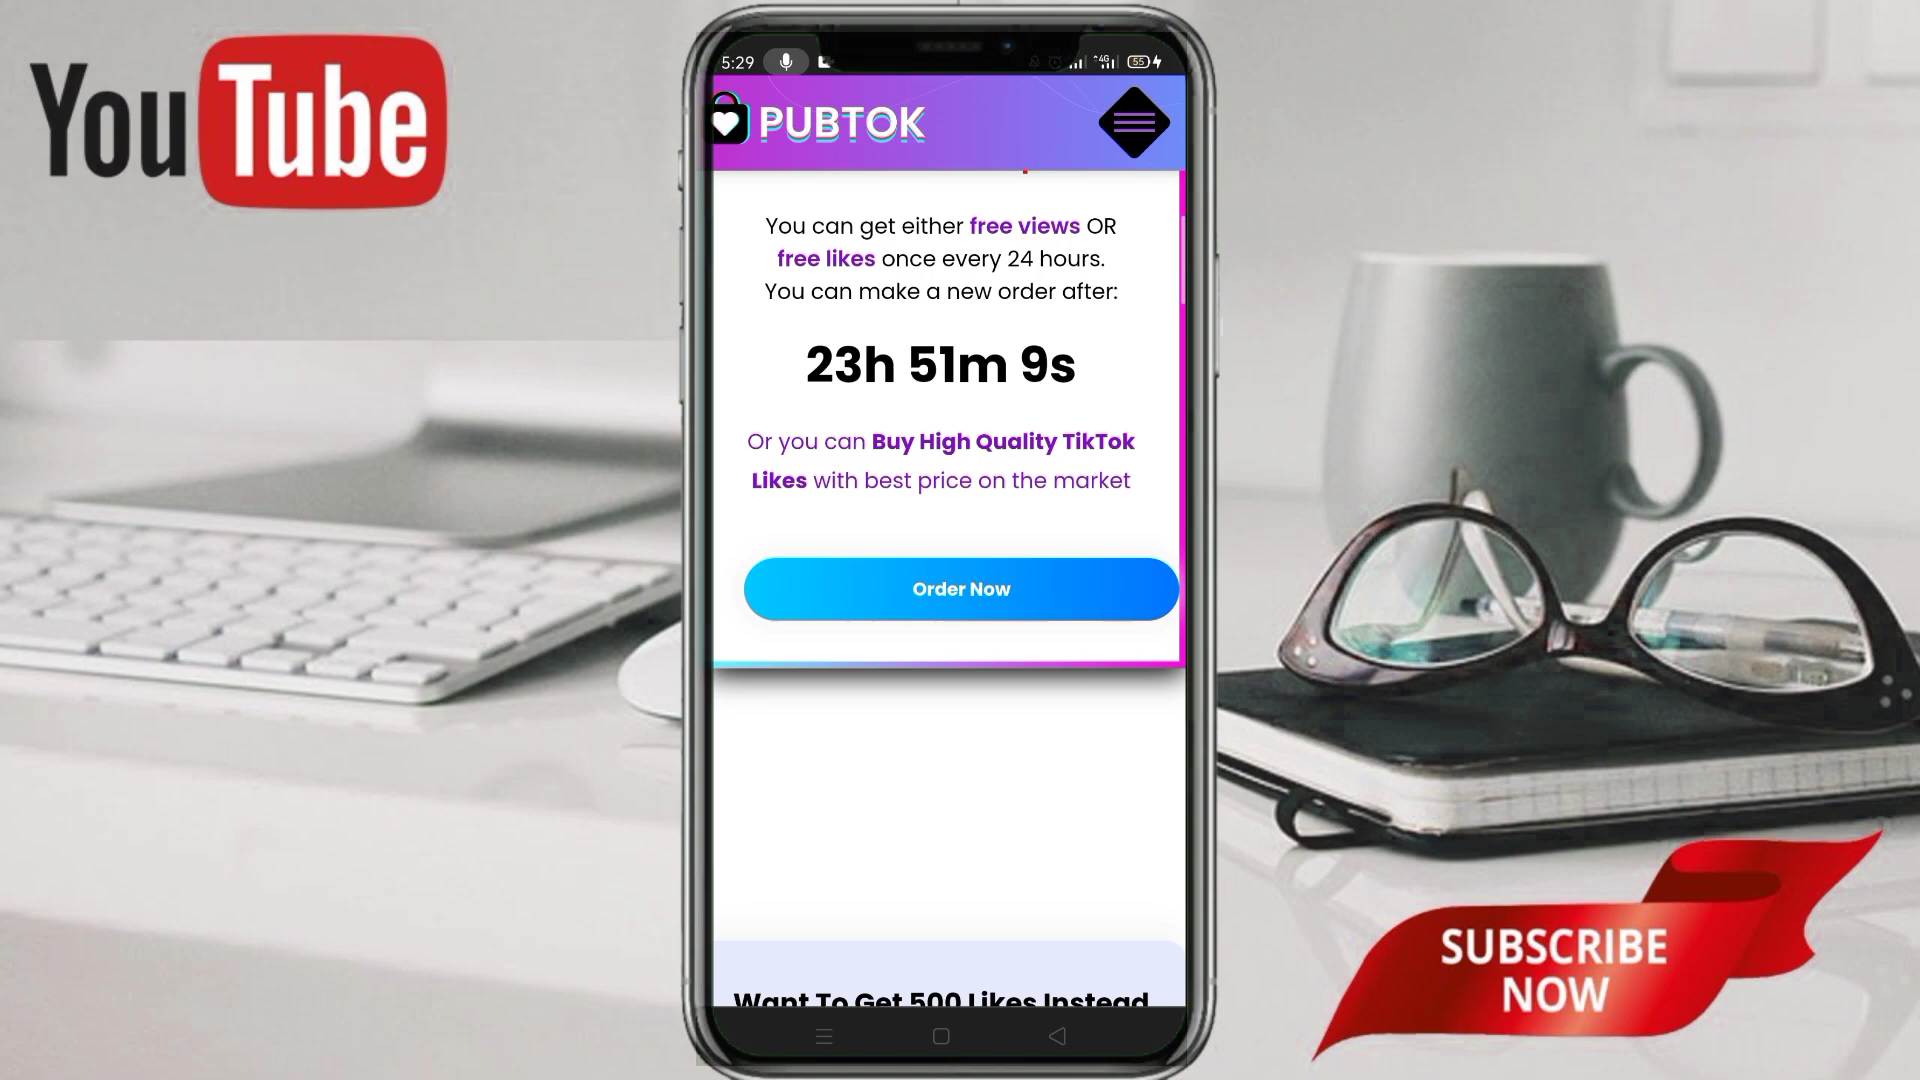 YouTube
5:29
4G
55
PUBTOK
You can get either free views OR
free likes once every 24 hours.
You can make a new order after:
23h 51m 9s
Or you can Buy High Quality TikTok
Likes with best price on the market
Order Now
Want To Get 500 Likes Instead
SUBSCRIBE
NOW